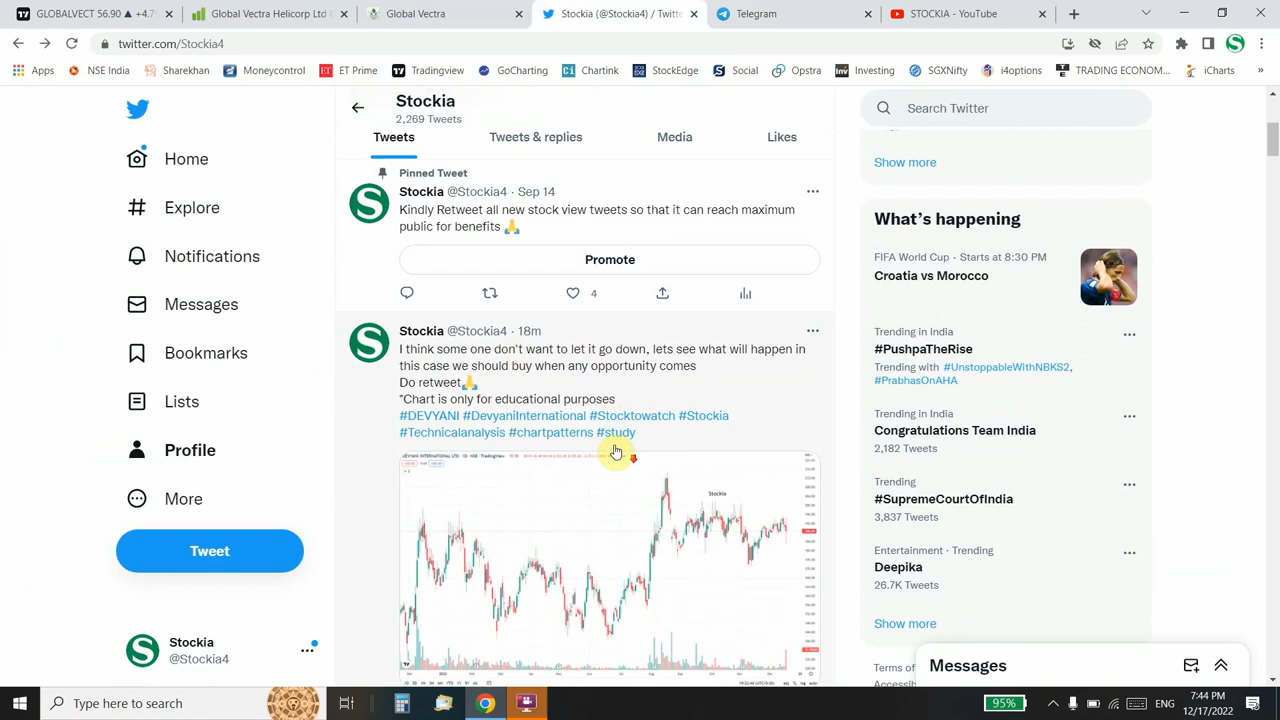 GLOBALVECT 56.90 ▲ +4.7
Global Vectra Helicorp Ltd
Global Vectra
Stockia (@Stockia4) / Twitter
Telegram
STOCKIA - YouTube
twitter.com/Stockia4
Apps
NSE India
Sharekhan
Moneycontrol
ET Prime
Tradingview
GoCharting
Chartink
StockEdge
Social
Opstra
Investing
SGXNifty
i4options
TRADING ECONOM...
iCharts
Home
Explore
Notifications
Messages
Bookmarks
Lists
Profile
More
Tweet
Stockia
@Stockia4
Stockia
2,269 Tweets
Tweets
Tweets & replies
Media
Likes
Pinned Tweet
Stockia @Stockia4 · Sep 14
Kindly Retweet all new stock view tweets so that it can reach maximum
public for benefits 🙏
Promote
4
Stockia @Stockia4 · 18m
I think some one don't want to let it go down, lets see what will happen in
this case we should buy when any opportunity comes
Do retweet🙏
"Chart is only for educational purposes
#DEVYANI #DevyaniInternational #Stocktowatch #Stockia
#Technicalanalysis #chartpatterns #study
Stockia
Search Twitter
Show more
What's happening
FIFA World Cup · Starts at 8:30 PM
Croatia vs Morocco
Trending in India
#PushpaTheRise
Trending with #UnstoppableWithNBKS2,
#PrabhasOnAHA
Trending in India
Congratulations Team India
2,182 Tweets
Trending
#SupremeCourtOfIndia
3,837 Tweets
Entertainment · Trending
Deepika
26.7K Tweets
Show more
Terms of
Messages
Type here to search
95%
ENG
7:44 PM
12/17/2022